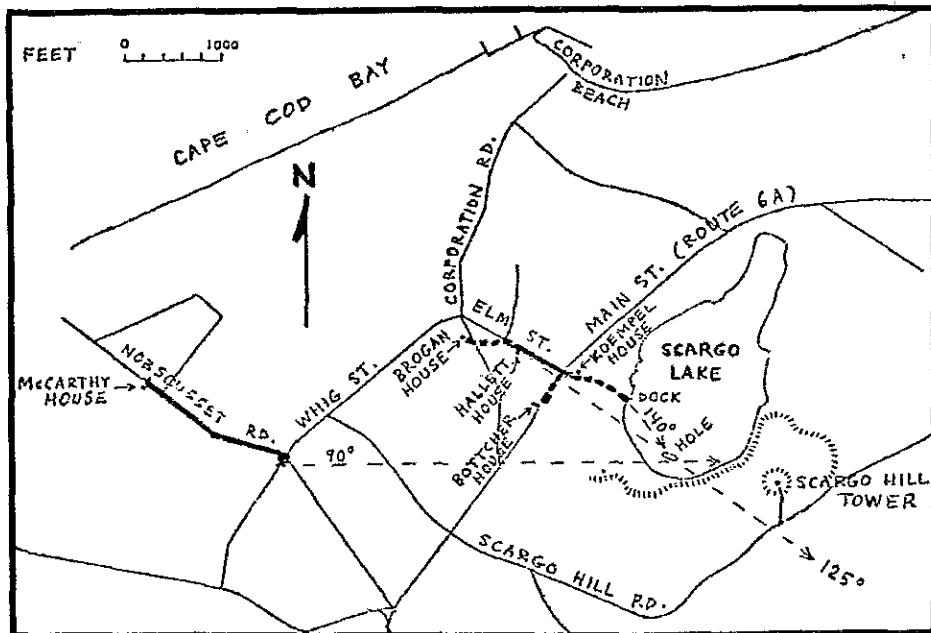 FEET 0 1000
CAPE COD BAY
CORPORATION
BEACH
N
CORPORATION RD.
MAIN ST. (ROUTE 6A)
ELM ST.
KOEMPEL
HOUSE
BROGAN
HOUSE
SCARGO
LAKE
NOBSCUSSET RD.
McCARTHY
HOUSE
WHIG ST.
HALLETT
HOUSE
DOCK
BOTTCHER
HOUSE
140°
HOLE
90°
SCARGO HILL
TOWER
SCARGO HILL RD.
125°